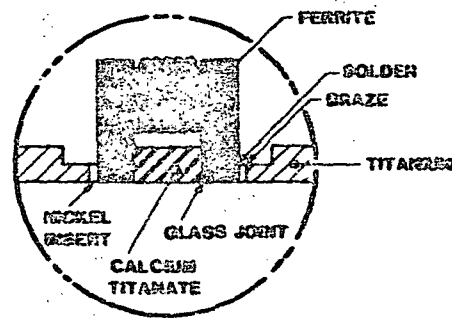 FERRITE
SOLDER
BRAZE
TITANIUM
NICKEL
INSERT
GLASS JOINT
CALCIUM
TITANATE